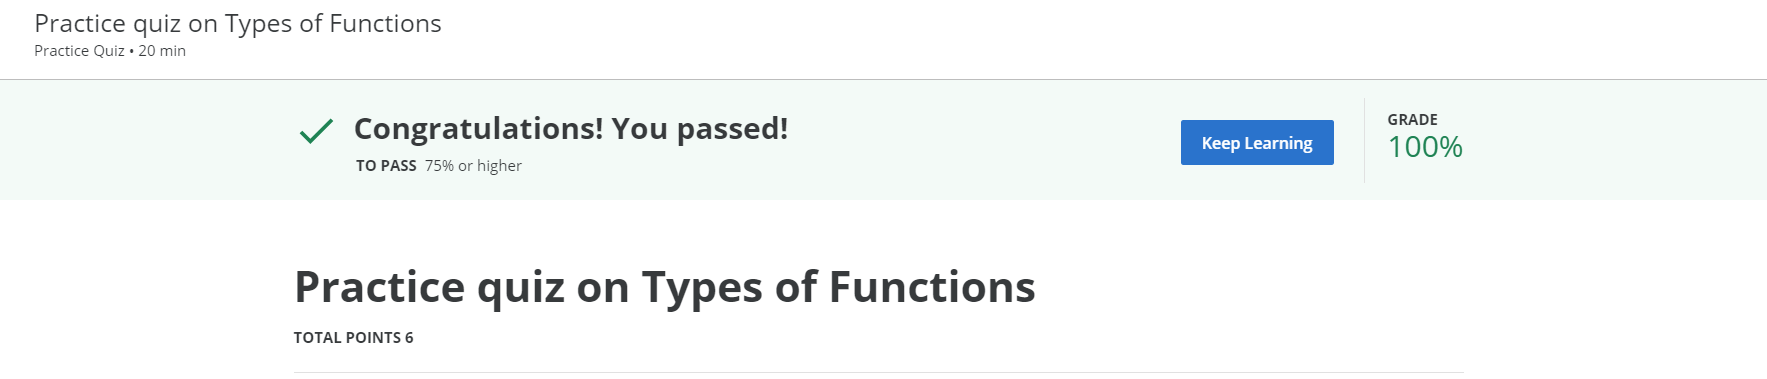 Practice quiz on Types of Functions
Practice Quiz • 20 min
Congratulations! You passed!
TO PASS 75% or higher
Keep Learning
GRADE
100%
Practice quiz on Types of Functions
TOTAL POINTS 6